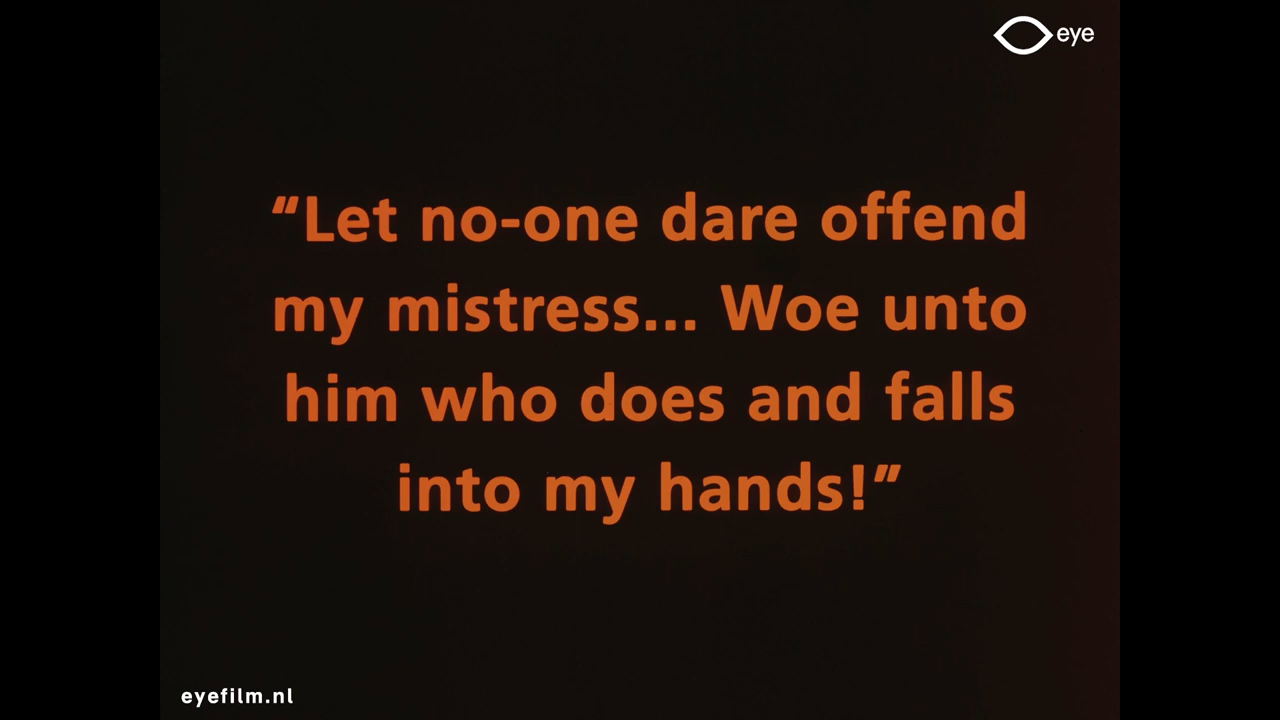 eye
“Let no-one dare offend
my mistress... Woe unto
him who does and falls
into my hands!”
eyefilm.nl